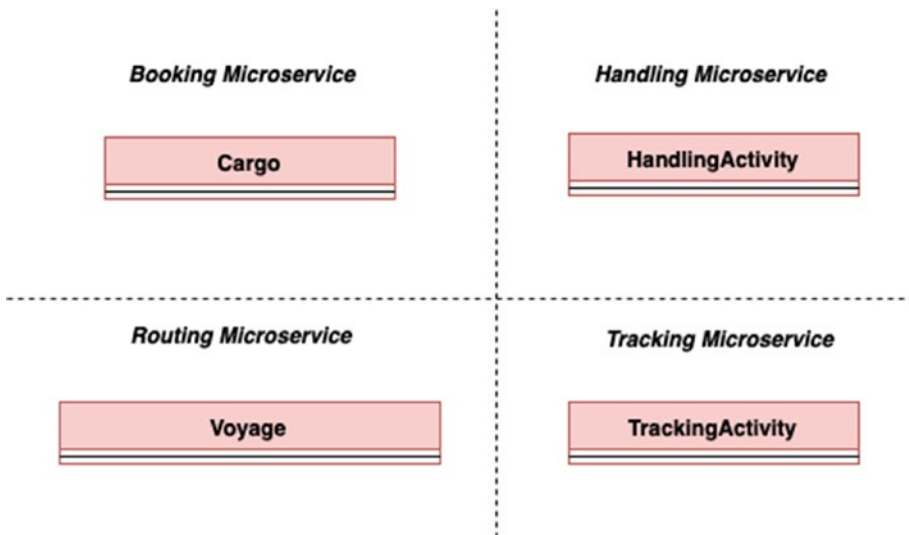 Booking Microservice
Handling Microservice
Cargo
HandlingActivity
Routing Microservice
Tracking Microservice
Voyage
TrackingActivity